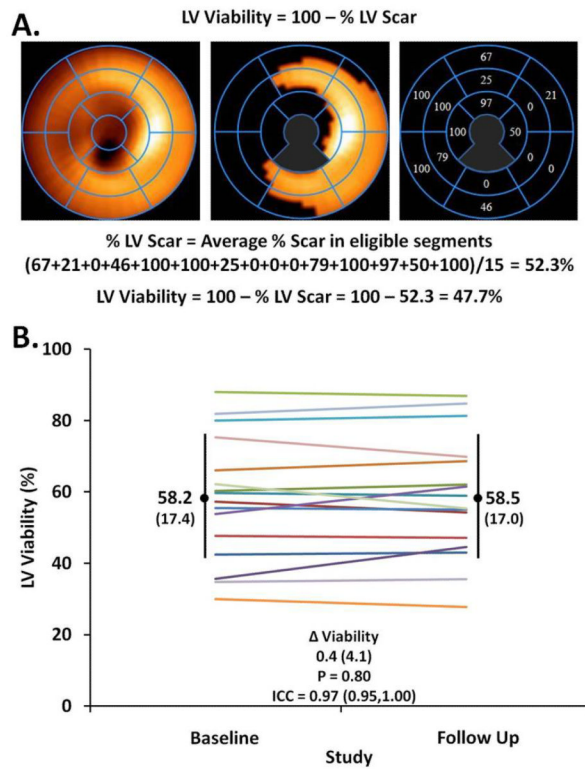 A.
LV Viability = 100 – % LV Scar
67
25
97
100
100
0
21
100
50
79
100
0
0
0
46
% LV Scar = Average % Scar in eligible segments
(67+21+0+46+100+100+25+0+0+0+79+100+97+50+100)/15 = 52.3%
LV Viability = 100 – % LV Scar = 100 – 52.3 = 47.7%
B.
100
80
60
40
20
0
LV Viability (%)
58.2
(17.4)
58.5
(17.0)
Δ Viability
0.4 (4.1)
P = 0.80
ICC = 0.97 (0.95,1.00)
Baseline
Follow Up
Study